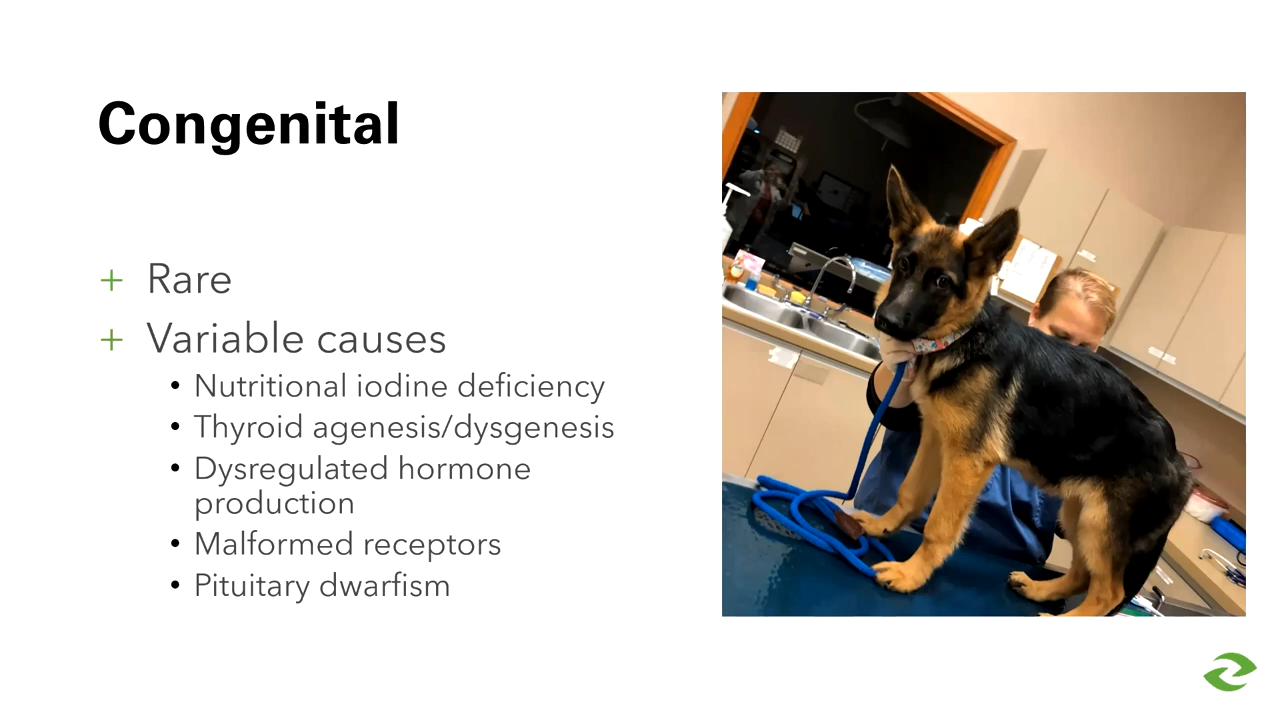 Congenital
+ Rare
+ Variable causes
• Nutritional iodine deficiency
• Thyroid agenesis/dysgenesis
• Dysregulated hormone
production
• Malformed receptors
• Pituitary dwarfism